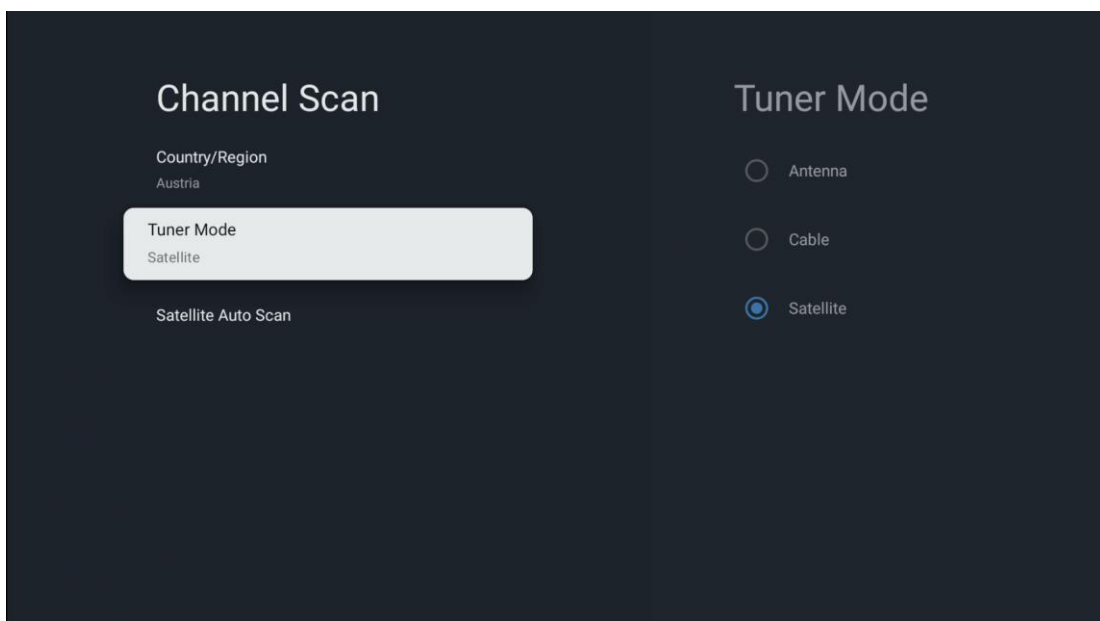 Channel Scan
Country/Region
Austria
Tuner Mode
Satellite
Satellite Auto Scan
Tuner Mode
Antenna
Cable
Satellite